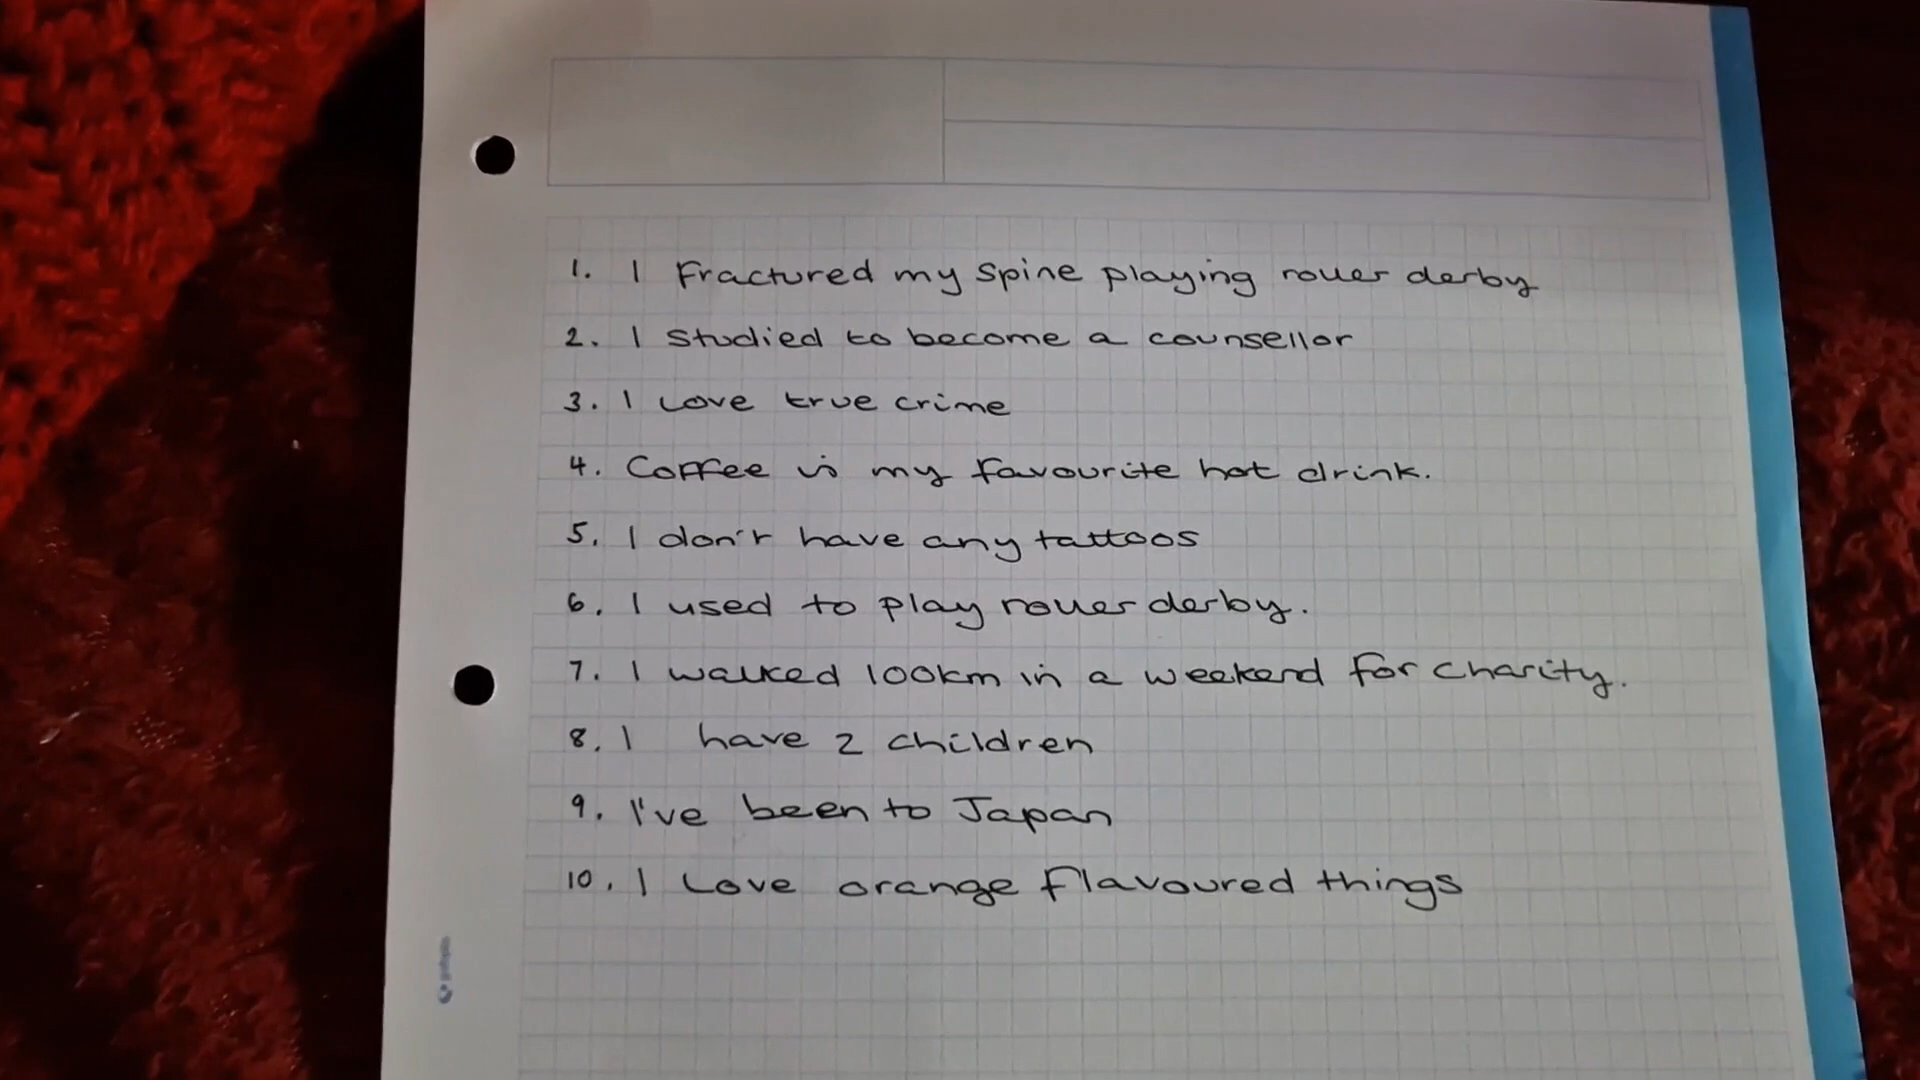 1. I Fractured my spine playing roller derby
2. I studied to become a counsellor
3. I love true crime
4. Coffee is my favourite hot drink.
5. I don't have any tattoos
6. I used to play roller derby.
7. I walked 100km in a weekend for charity.
8. I have 2 children
9. I've been to Japan
10. I love orange flavoured things